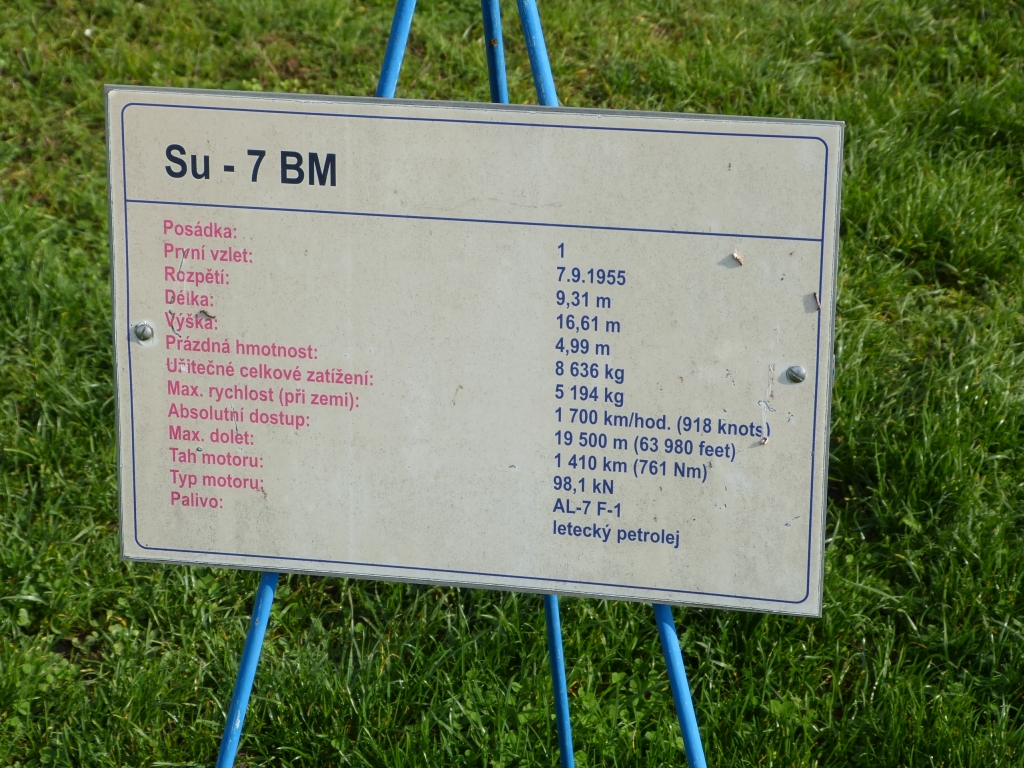 Su - 7 BM
Posádka: 1
První vzlet: 7.9.1955
Rozpětí: 9,31 m
Délka: 16,61 m
Výška: 4,99 m
Prázdná hmotnost: 8 636 kg
Užitečné celkové zatížení: 5 194 kg
Max. rychlost (při zemi): 1 700 km/hod. (918 knots)
Absolutní dostup: 19 500 m (63 980 feet)
Max. dolet: 1 410 km (761 Nm)
Tah motoru: 98,1 kN
Typ motoru: AL-7 F-1
Palivo: letecký petrolej